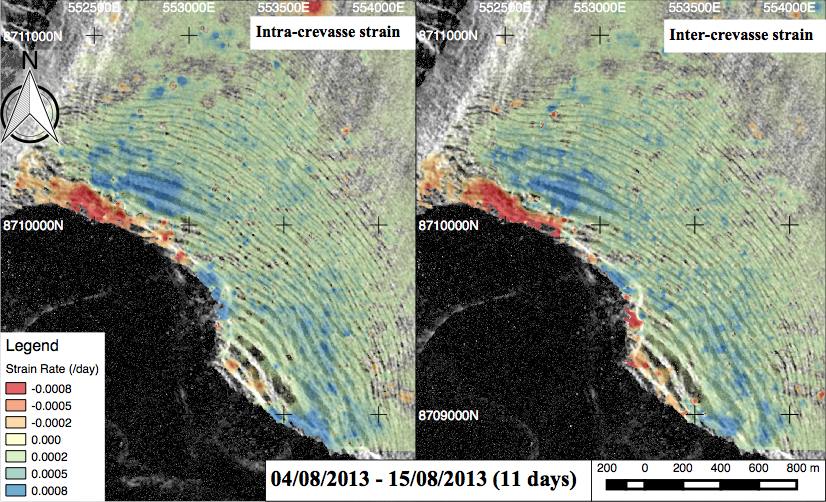 552500E 553000E 553500E 554000E
552500E 553000E 553500E 554000E
8711000N
Intra-crevasse strain
8711000N
Inter-crevasse strain
N
8710000N
8710000N
Legend
Strain Rate (/day)
-0.0008
-0.0005
-0.0002
0.000
0.0002
0.0005
0.0008
8709000N
04/08/2013 - 15/08/2013 (11 days)
200 0 200 400 600 800 m